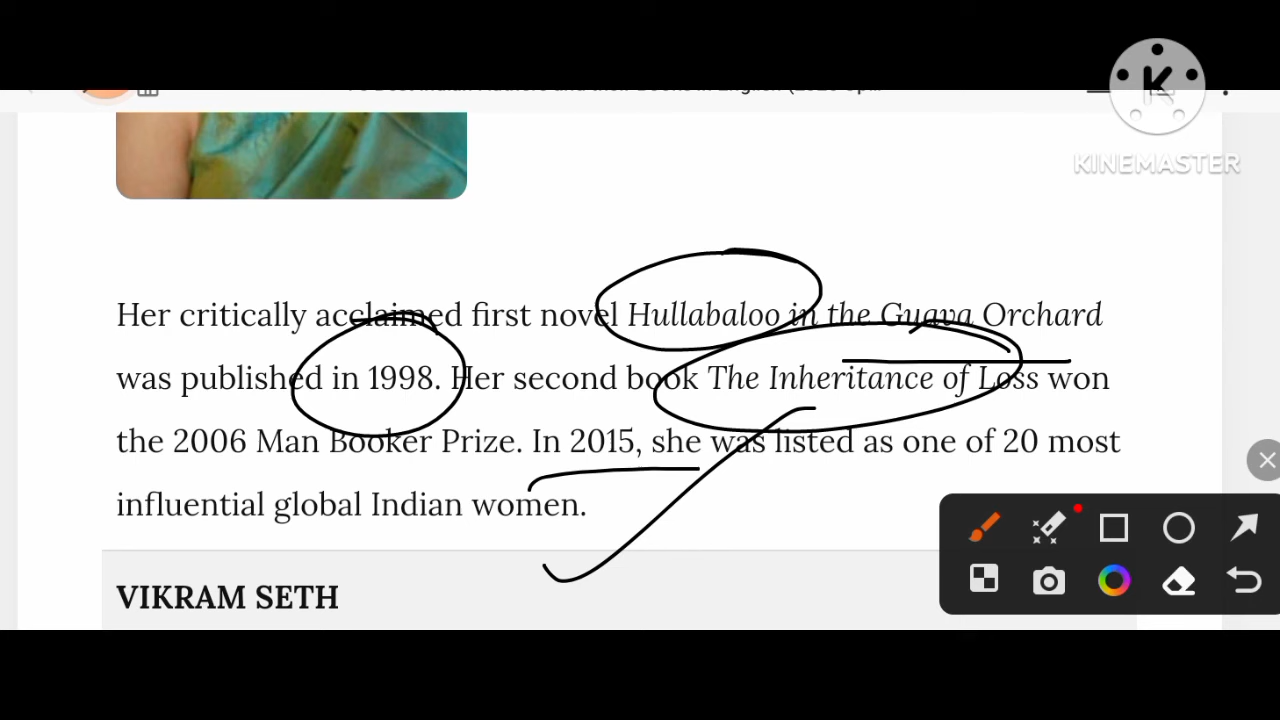 KINEMASTER
Her critically acclaimed first novel Hullabaloo in the Guava Orchard
was published in 1998. Her second book The Inheritance of Loss won
the 2006 Man Booker Prize. In 2015, she was listed as one of 20 most
influential global Indian women.
VIKRAM SETH